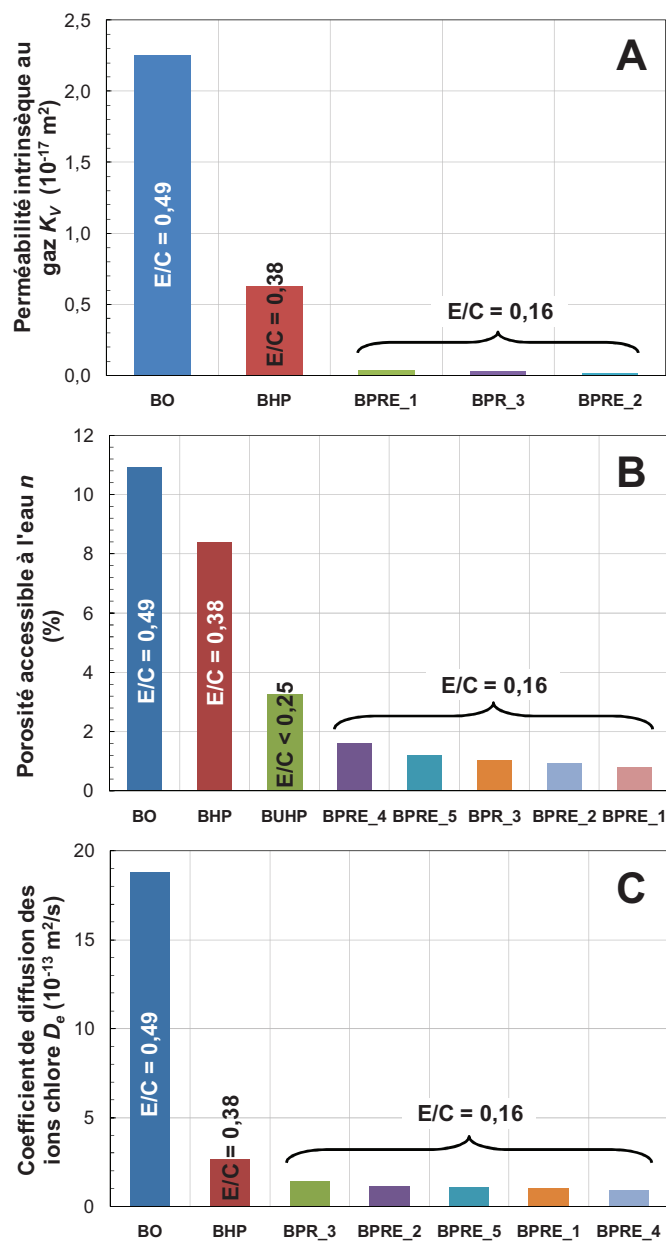 A
Perméabilité intrinsèque au
gaz K_V (10^-17 m²)
2,5
2,0
1,5
1,0
0,5
0,0
E/C = 0,49
E/C = 0,38
E/C = 0,16
BO BHP BPRE_1 BPR_3 BPRE_2
B
Porosité accessible à l'eau n
(%)
12
10
8
6
4
2
0
E/C = 0,49
E/C = 0,38
E/C < 0,25
E/C = 0,16
BO BHP BUHP BPRE_4 BPRE_5 BPR_3 BPRE_2 BPRE_1
C
Coefficient de diffusion des
ions chlore D_e (10^-13 m²/s)
20
15
10
5
0
E/C = 0,49
E/C = 0,38
E/C = 0,16
BO BHP BPR_3 BPRE_2 BPRE_5 BPRE_1 BPRE_4